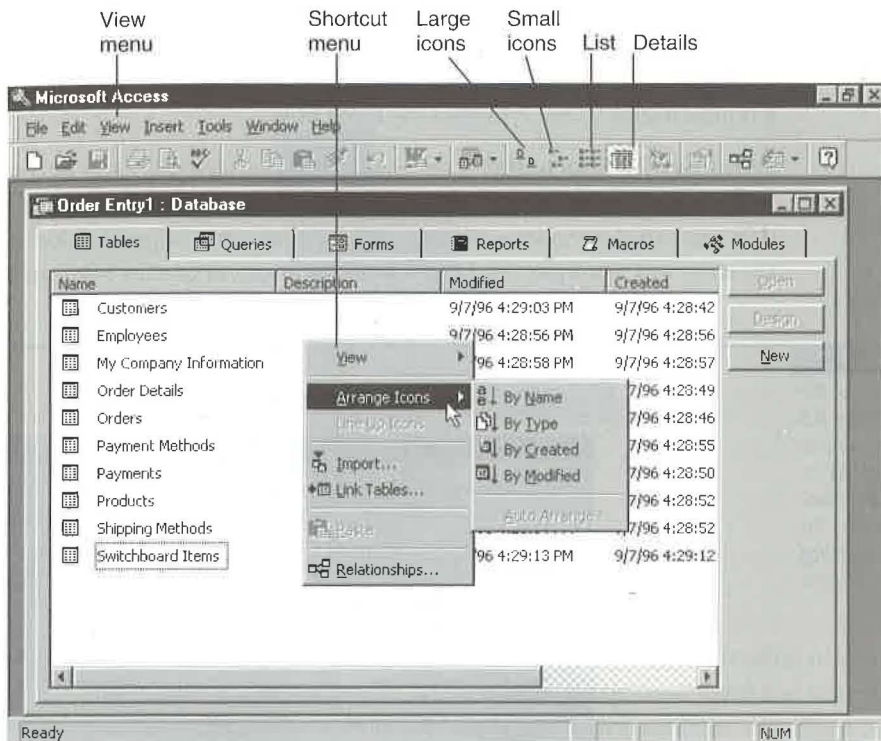 View menu
Shortcut menu
Large icons
Small icons
List
Details
Microsoft Access
File Edit View Insert Tools Window Help
Order Entry1 : Database
Tables Queries Forms Reports Macros Modules
Name Description Modified Created
Customers 9/7/96 4:29:03 PM 9/7/96 4:28:42
Employees 9/7/96 4:28:56 PM 9/7/96 4:28:56
My Company Information 96 4:28:58 PM 9/7/96 4:28:57
Order Details 7/96 4:28:49
Orders 7/96 4:28:46
Payment Methods 7/96 4:28:55
Payments 7/96 4:28:50
Products 7/96 4:28:52
Shipping Methods 7/96 4:28:52
Switchboard Items 96 4:29:13 PM 9/7/96 4:29:12
Open
Design
New
View
Arrange Icons
Line Up Icons
Import...
Link Tables...
Paste
Relationships...
By Name
By Type
By Created
By Modified
Auto Arrange
Ready NUM